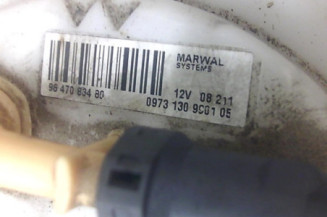 MARWAL
SYSTEMS
96 470 834 80
12V 08 211
0973 130 9C01 05